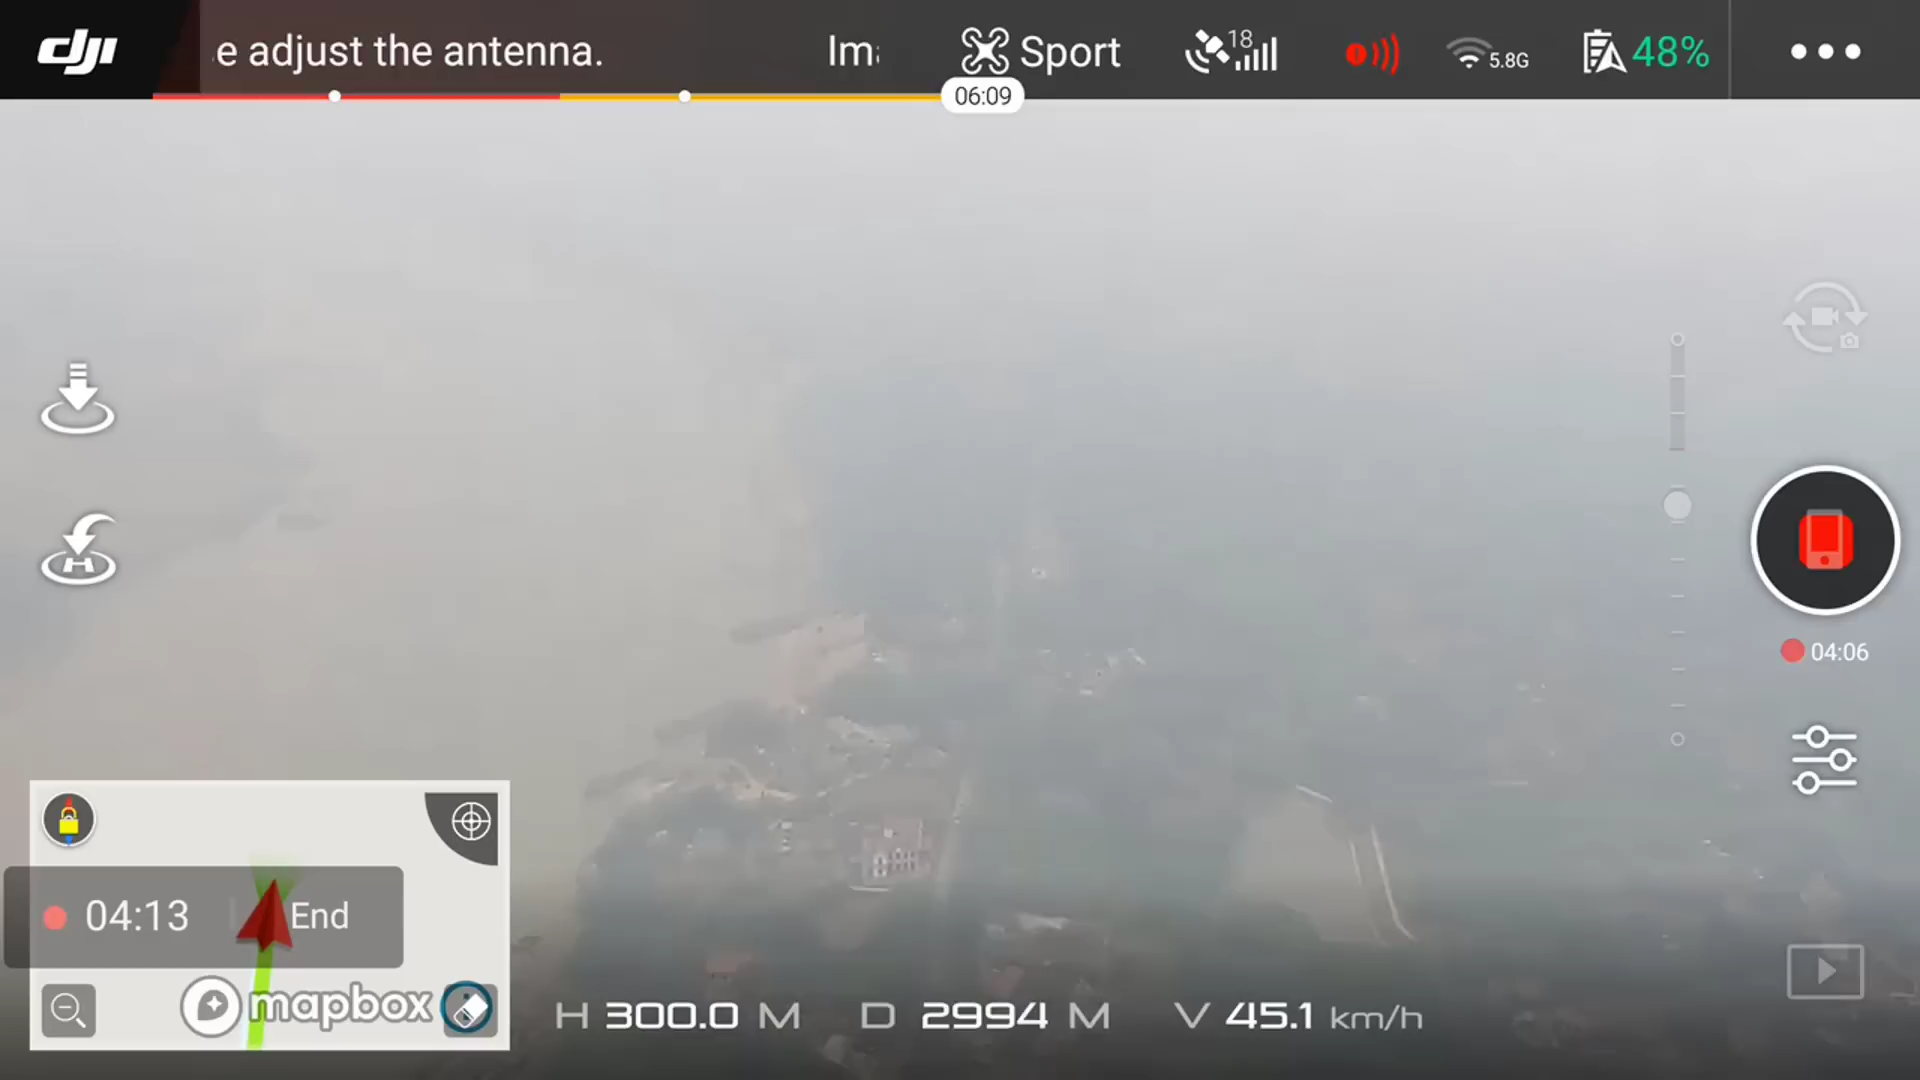 dji
e adjust the antenna.
Im
Sport
18
5.8G
48%
06:09
04:06
04:13
End
mapbox
H 300.0 M D 2994 M V 45.1 km/h